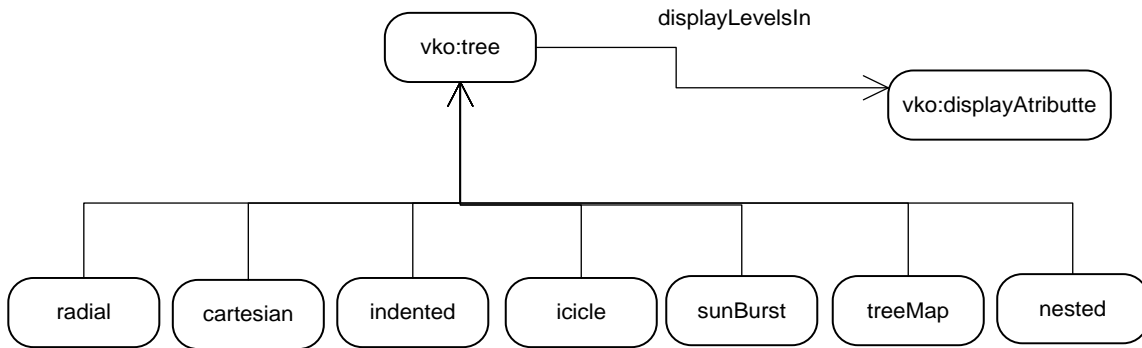 displayLevelsIn
vko:tree
vko:displayAtributte
radial
cartesian
indented
icicle
sunBurst
treeMap
nested